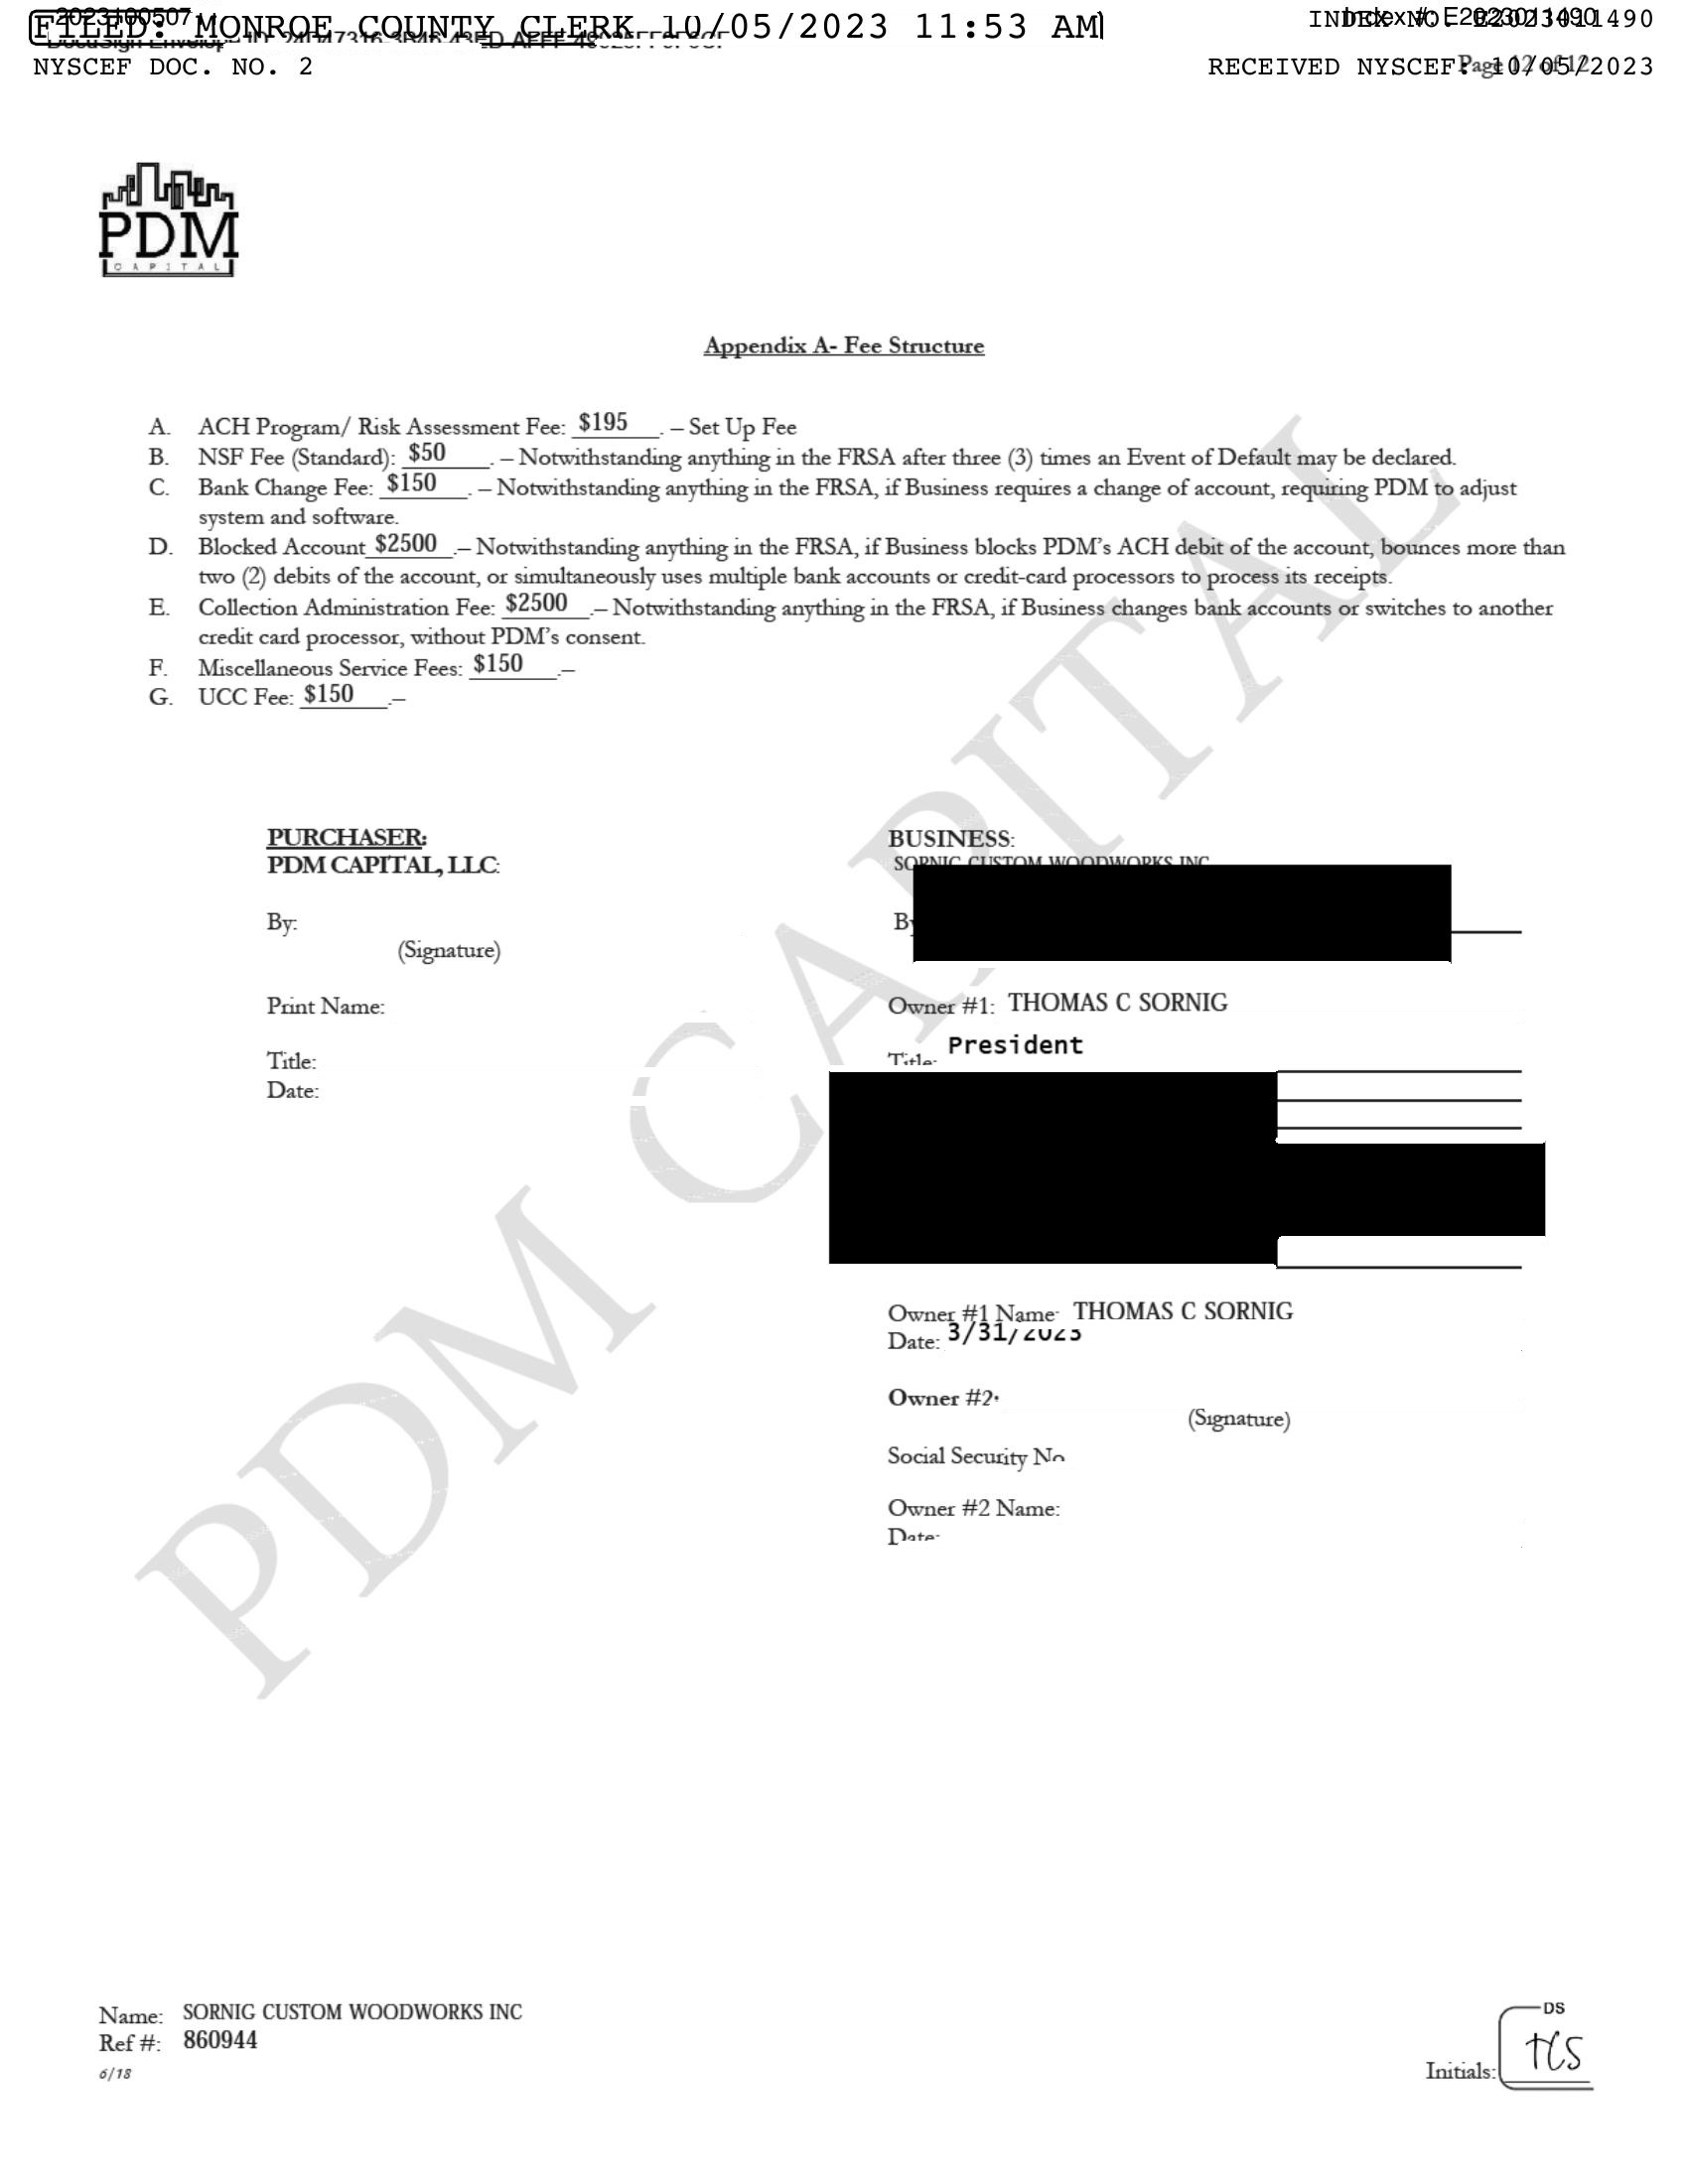 2023100507
FILED: MONROE COUNTY CLERK 10/05/2023 11:53 AM
INDEX NO. E2023011490
Index #: E2023011490
DocuSign Envelope ID:
NYSCEF DOC. NO. 2
RECEIVED NYSCEF: 10/05/2023
Page 12 of 12
PDM
CAPITAL
Appendix A- Fee Structure
A. ACH Program/ Risk Assessment Fee: $195 . – Set Up Fee
B. NSF Fee (Standard): $50 . – Notwithstanding anything in the FRSA after three (3) times an Event of Default may be declared.
C. Bank Change Fee: $150 . – Notwithstanding anything in the FRSA, if Business requires a change of account, requiring PDM to adjust
system and software.
D. Blocked Account $2500 .– Notwithstanding anything in the FRSA, if Business blocks PDM's ACH debit of the account, bounces more than
two (2) debits of the account, or simultaneously uses multiple bank accounts or credit-card processors to process its receipts.
E. Collection Administration Fee: $2500 .– Notwithstanding anything in the FRSA, if Business changes bank accounts or switches to another
credit card processor, without PDM's consent.
F. Miscellaneous Service Fees: $150 .–
G. UCC Fee: $150 .–
PDM CAPITAL
PURCHASER:
PDM CAPITAL, LLC:
By:
(Signature)
Print Name:
Title:
Date:
BUSINESS:
SORNIG CUSTOM WOODWORKS INC
By
Owner #1: THOMAS C SORNIG
Title: President
Owner #1 Name: THOMAS C SORNIG
Date: 3/31/2023
Owner #2:
(Signature)
Social Security No
Owner #2 Name:
Date:
Name: SORNIG CUSTOM WOODWORKS INC
Ref #: 860944
6/18
DS
Initials: TCS